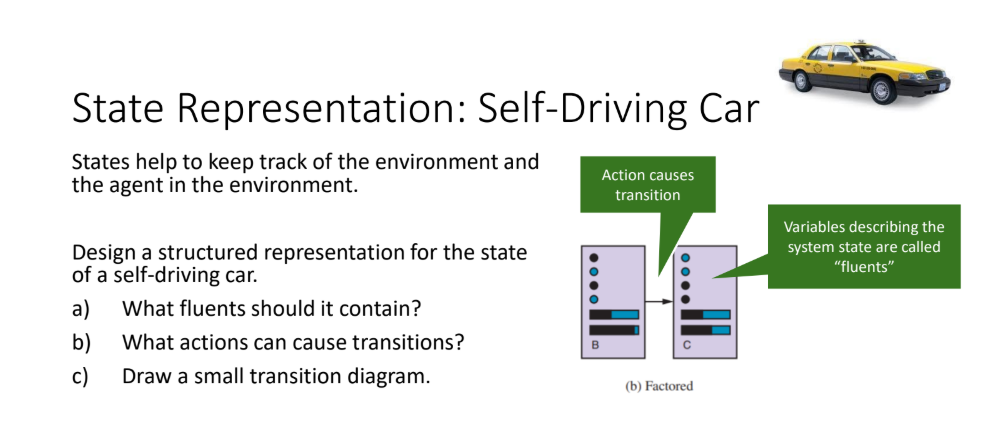 State Representation: Self-Driving Car
States help to keep track of the environment and
the agent in the environment.
Design a structured representation for the state
of a self-driving car.
a) What fluents should it contain?
b) What actions can cause transitions?
c) Draw a small transition diagram.
Action causes
transition
Variables describing the
system state are called
“fluents”
B
C
(b) Factored